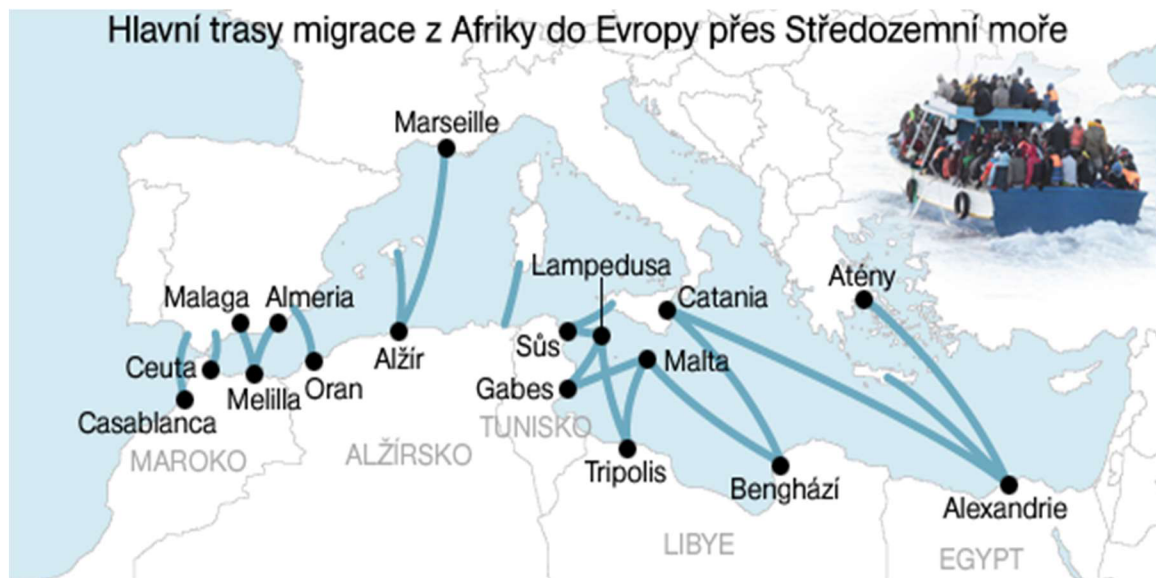 Hlavní trasy migrace z Afriky do Evropy přes Středozemní moře
Marseille
Lampedusa
Atény
Malaga
Almeria
Catania
Sůs
Malta
Alžír
Ceuta
Oran
Gabes
Melilla
Casablanca
TUNISKO
MAROKO
ALŽÍRSKO
Tripolis
Benghází
Alexandrie
LIBYE
EGYPT